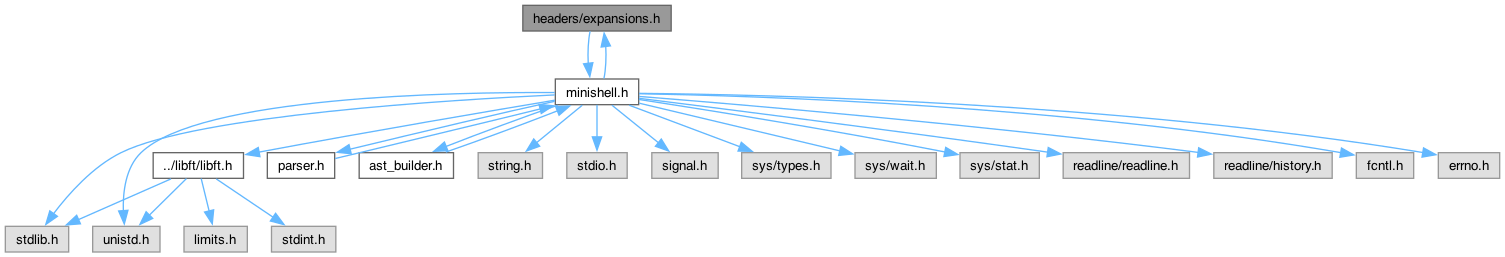 headers/expansions.h
minishell.h
../libft/libft.h
parser.h
ast_builder.h
string.h
stdio.h
signal.h
sys/types.h
sys/wait.h
sys/stat.h
readline/readline.h
readline/history.h
fcntl.h
errno.h
stdlib.h
unistd.h
limits.h
stdint.h